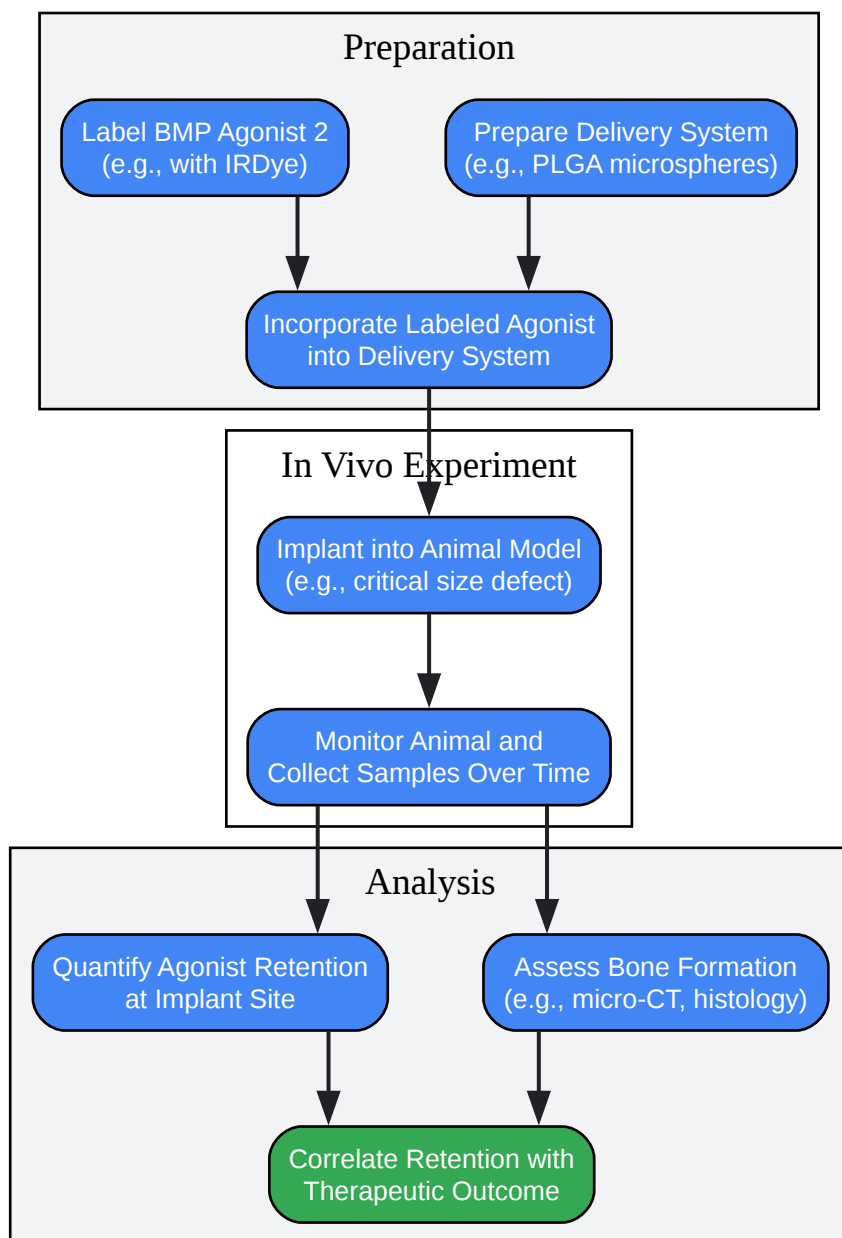 Preparation
Label BMP Agonist 2
(e.g., with IRDye)
Prepare Delivery System
(e.g., PLGA microspheres)
Incorporate Labeled Agonist
into Delivery System
In Vivo Experiment
Implant into Animal Model
(e.g., critical size defect)
Monitor Animal and
Collect Samples Over Time
Analysis
Quantify Agonist Retention
at Implant Site
Assess Bone Formation
(e.g., micro-CT, histology)
Correlate Retention with
Therapeutic Outcome